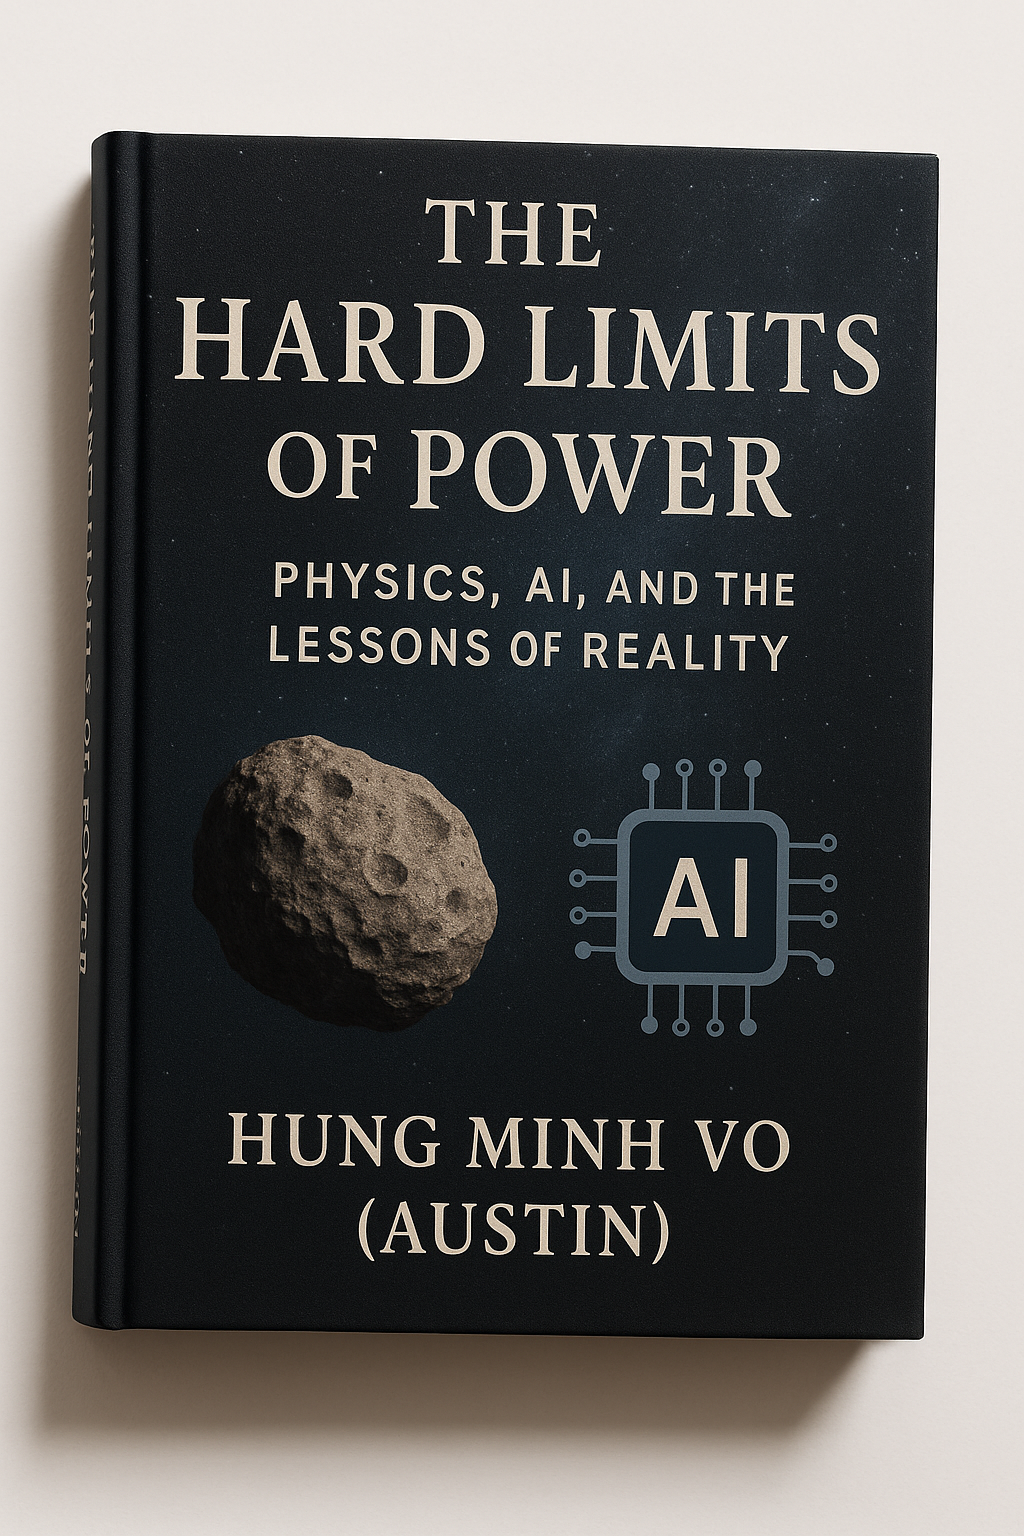 THE
HARD LIMITS
OF POWER
PHYSICS, AI, AND THE
LESSONS OF REALITY
AI
HUNG MINH VO
(AUSTIN)